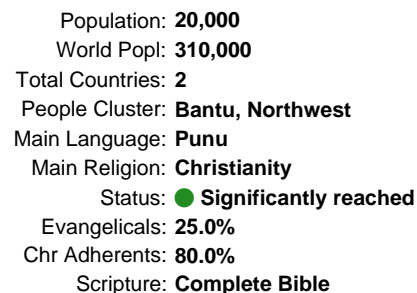 Population: 20,000
World Popl: 310,000
Total Countries: 2
People Cluster: Bantu, Northwest
Main Language: Punu
Main Religion: Christianity
Status: Significantly reached
Evangelicals: 25.0%
Chr Adherents: 80.0%
Scripture: Complete Bible